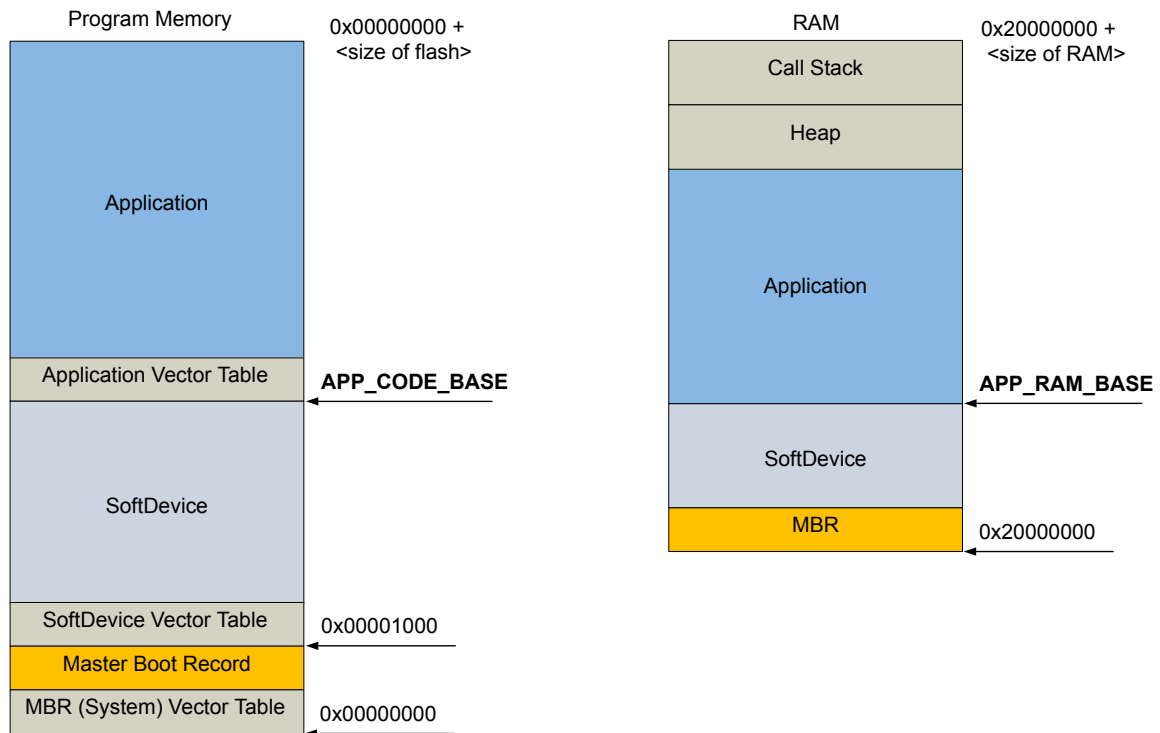 Program Memory
0x00000000 +
<size of flash>
Application
Application Vector Table
APP_CODE_BASE
SoftDevice
SoftDevice Vector Table
0x00001000
Master Boot Record
MBR (System) Vector Table
0x00000000
RAM
0x20000000 +
<size of RAM>
Call Stack
Heap
Application
APP_RAM_BASE
SoftDevice
MBR
0x20000000